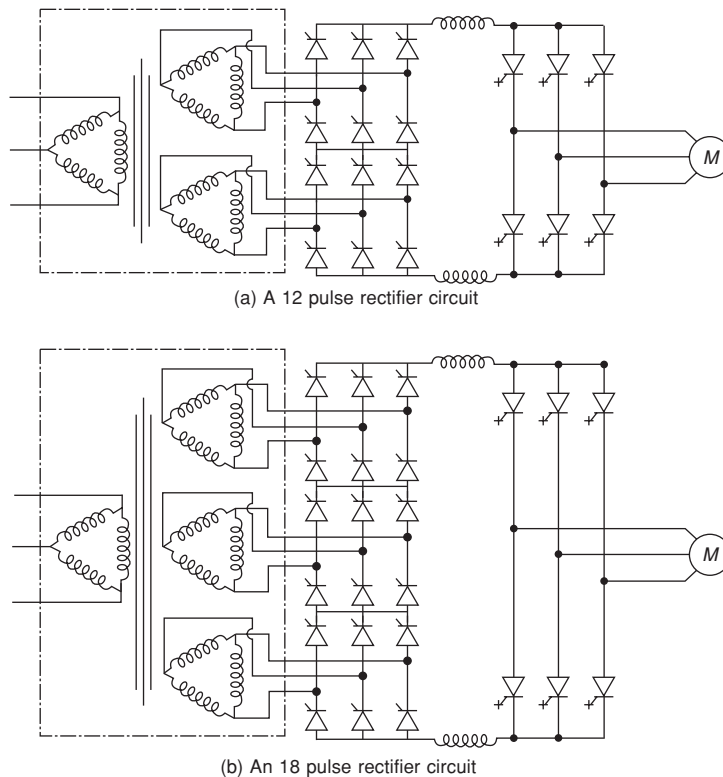 M
(a) A 12 pulse rectifier circuit
M
(b) An 18 pulse rectifier circuit